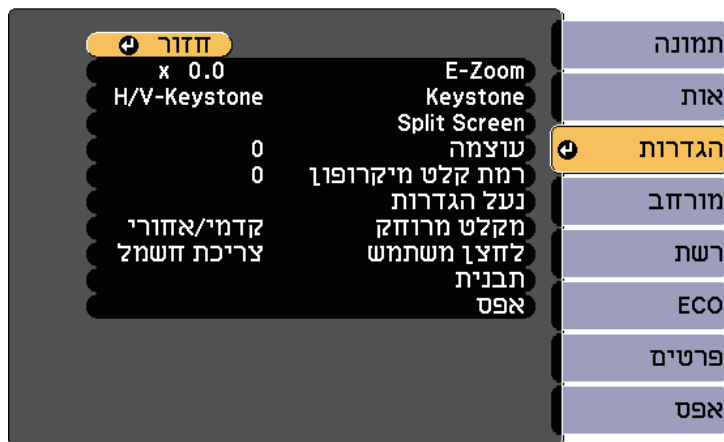 תמונה
אות
הגדרות
מורחב
רשת
ECO
פרטים
אפס
חזור
E-Zoom x 0.0
Keystone H/V-Keystone
Split Screen
עוצמה 0
רמת קלט מיקרופון 0
נעל הגדרות
מקלט מרוחק קדמי/אחורי
לחצן משתמש צריכת חשמל
תבנית
אפס